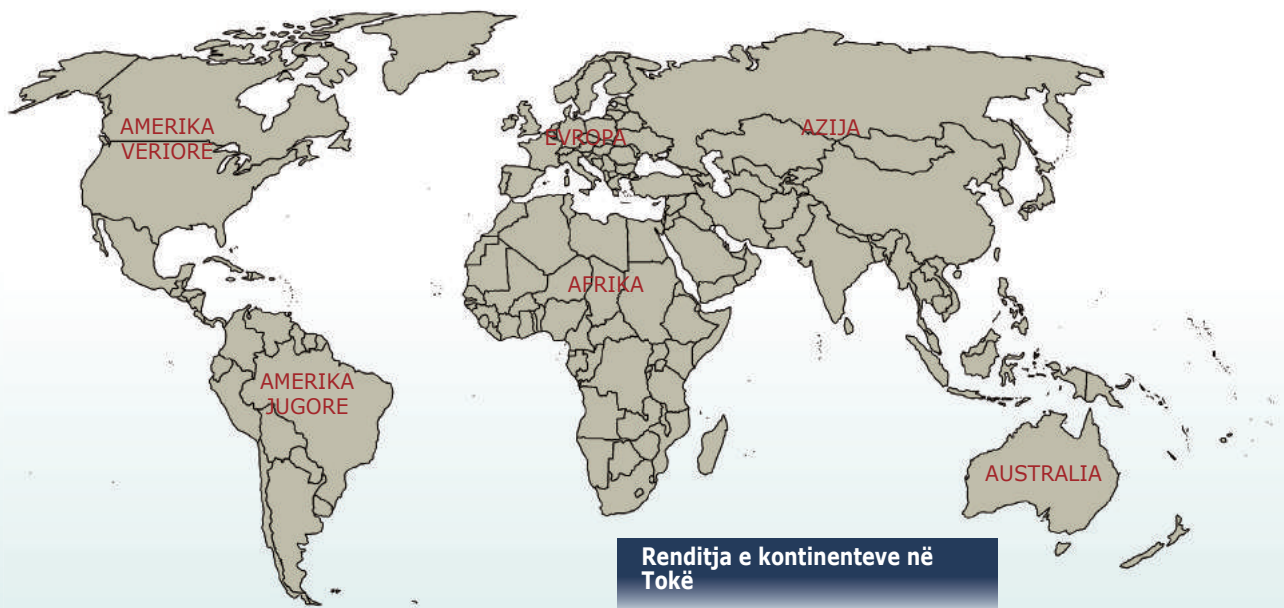 AMERIKA
VERIORE
EVROPA
AZIJA
AFRIKA
AMERIKA
JUGORE
AUSTRALIA
Renditja e kontinenteve në
Tokë